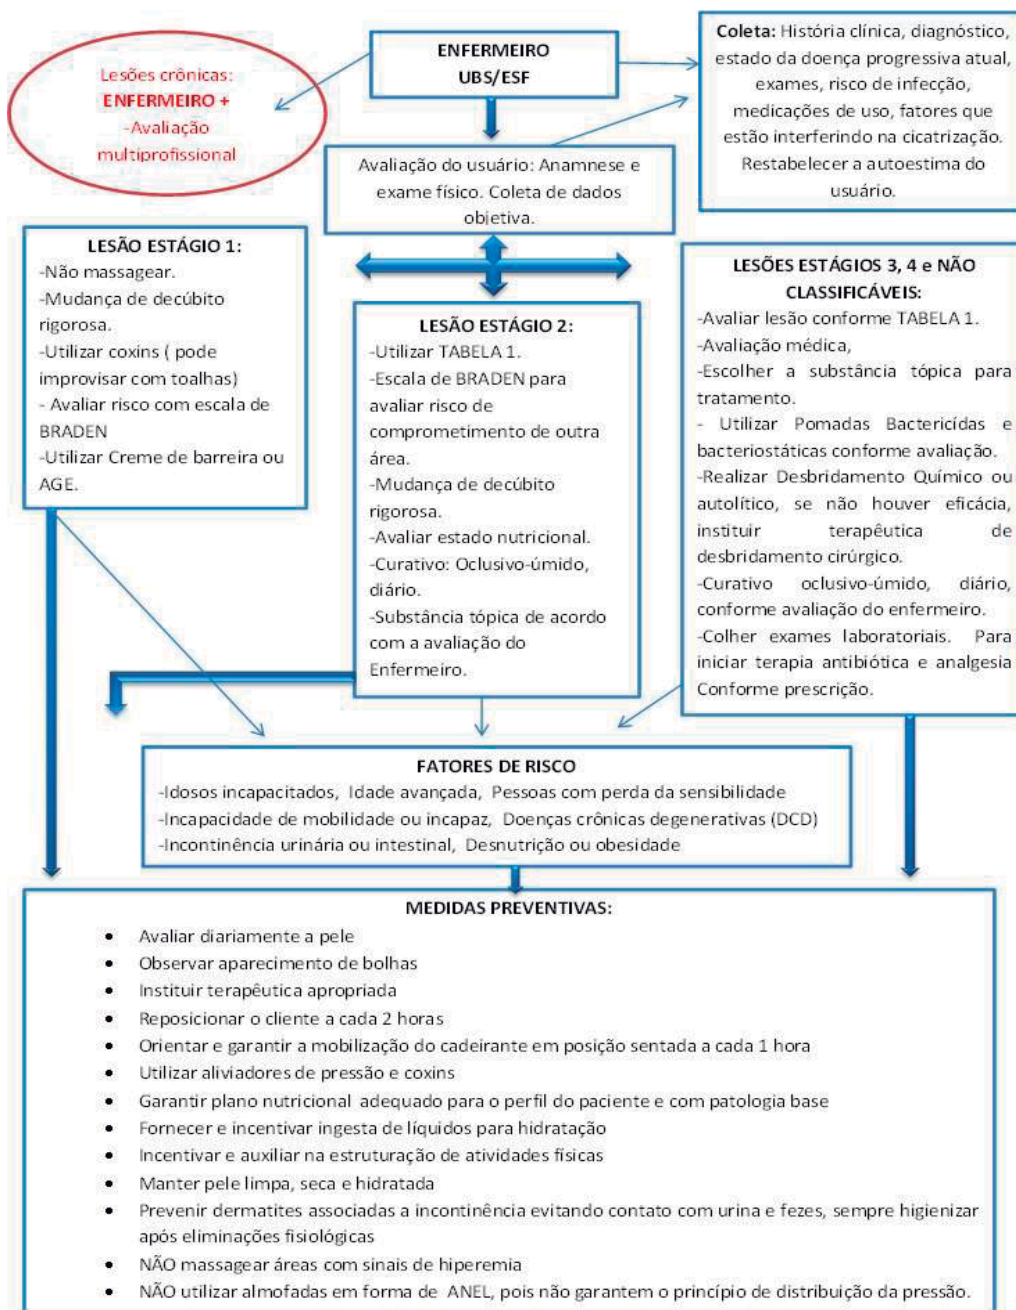 Lesões crônicas:
ENFERMEIRO +
-Avaliação
multiprofissional
ENFERMEIRO
UBS/ESF
Coleta: História clínica, diagnóstico,
estado da doença progressiva atual,
exames, risco de infecção,
medicações de uso, fatores que
estão interferindo na cicatrização.
Restabelecer a autoestima do
usuário.
Avaliação do usuário: Anamnese e
exame físico. Coleta de dados
objetiva.
LESÃO ESTÁGIO 1:
-Não massagear.
-Mudança de decúbito
rigorosa.
-Utilizar coxins ( pode
improvisar com toalhas)
- Avaliar risco com escala de
BRADEN
-Utilizar Creme de barreira ou
AGE.
LESÃO ESTÁGIO 2:
-Utilizar TABELA 1.
-Escala de BRADEN para
avaliar risco de
comprometimento de outra
área.
-Mudança de decúbito
rigorosa.
-Avaliar estado nutricional.
-Curativo: Oclusivo-úmido,
diário.
-Substância tópica de acordo
com a avaliação do
Enfermeiro.
LESÕES ESTÁGIOS 3, 4 e NÃO
CLASSIFICÁVEIS:
-Avaliar lesão conforme TABELA 1.
-Avaliação médica,
-Escolher a substância tópica para
tratamento.
- Utilizar Pomadas Bactericídas e
bacteriostáticas conforme avaliação.
-Realizar Desbridamento Químico ou
autolítico, se não houver eficácia,
instituir terapêutica de
desbridamento cirúrgico.
-Curativo oclusivo-úmido, diário,
conforme avaliação do enfermeiro.
-Colher exames laboratoriais. Para
iniciar terapia antibiótica e analgesia
Conforme prescrição.
FATORES DE RISCO
-Idosos incapacitados, Idade avançada, Pessoas com perda da sensibilidade
-Incapacidade de mobilidade ou incapaz, Doenças crônicas degenerativas (DCD)
-Incontinência urinária ou intestinal, Desnutrição ou obesidade
MEDIDAS PREVENTIVAS:
• Avaliar diariamente a pele
• Observar aparecimento de bolhas
• Instituir terapêutica apropriada
• Reposicionar o cliente a cada 2 horas
• Orientar e garantir a mobilização do cadeirante em posição sentada a cada 1 hora
• Utilizar aliviadores de pressão e coxins
• Garantir plano nutricional adequado para o perfil do paciente e com patologia base
• Fornecer e incentivar ingesta de líquidos para hidratação
• Incentivar e auxiliar na estruturação de atividades físicas
• Manter pele limpa, seca e hidratada
• Prevenir dermatites associadas a incontinência evitando contato com urina e fezes, sempre higienizar
após eliminações fisiológicas
• NÃO massagear áreas com sinais de hiperemia
• NÃO utilizar almofadas em forma de ANEL, pois não garantem o princípio de distribuição da pressão.